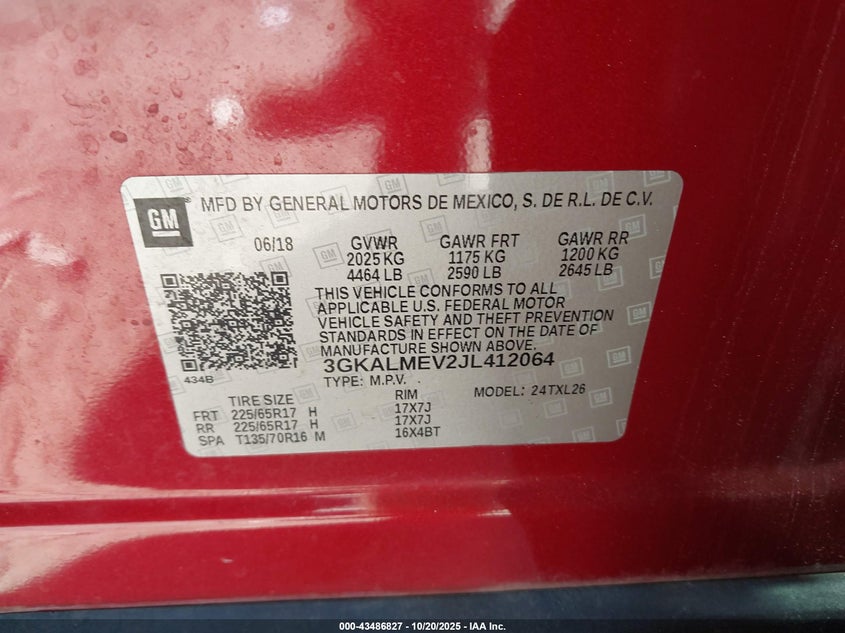 GM ® MFD BY GENERAL MOTORS DE MEXICO, S. DE R.L. DE C.V.
06/18 GVWR GAWR FRT GAWR RR
2025 KG 1175 KG 1200 KG
4464 LB 2590 LB 2645 LB
THIS VEHICLE CONFORMS TO ALL
APPLICABLE U.S. FEDERAL MOTOR
VEHICLE SAFETY AND THEFT PREVENTION
STANDARDS IN EFFECT ON THE DATE OF
MANUFACTURE SHOWN ABOVE.
434B
3GKALMEV2JL412064
TYPE: M.P.V. MODEL: 24TXL26
TIRE SIZE RIM
FRT 225/65R17 H 17X7J
RR 225/65R17 H 17X7J
SPA T135/70R16 M 16X4BT
000-43486827 - 10/20/2025 - IAA Inc.